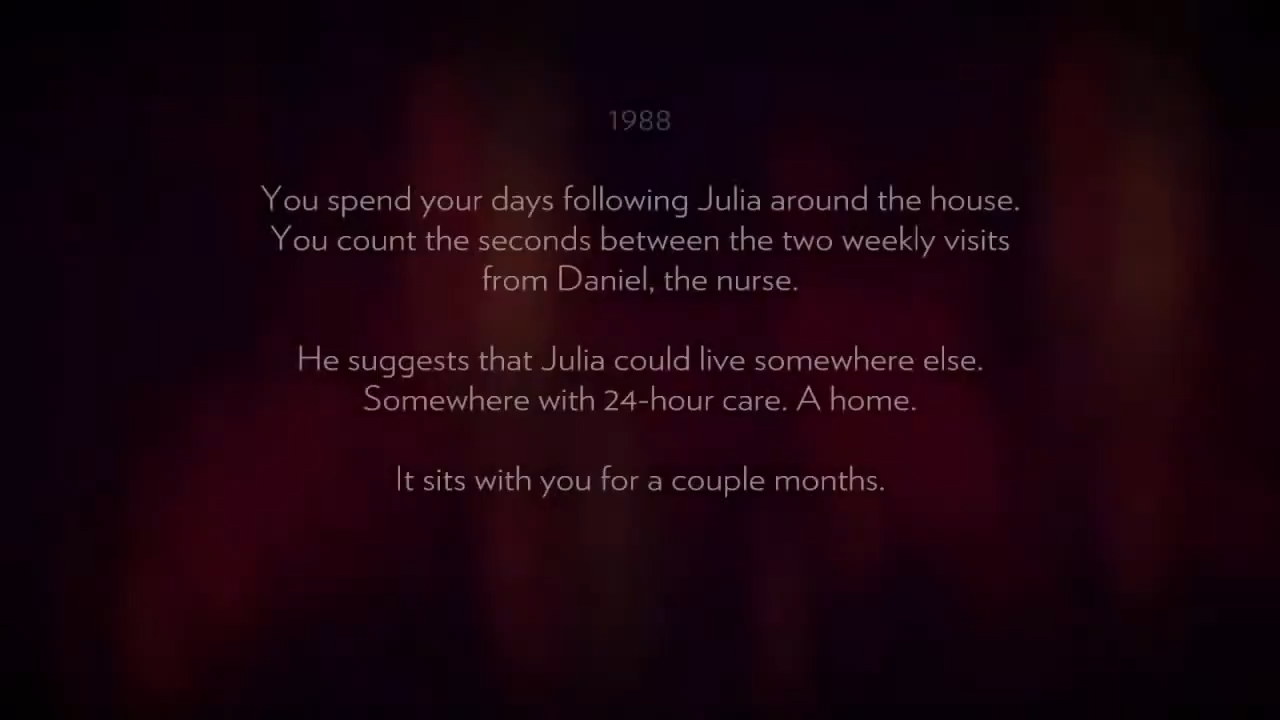 1988
You spend your days following Julia around the house.
You count the seconds between the two weekly visits
from Daniel, the nurse.
He suggests that Julia could live somewhere else.
Somewhere with 24-hour care. A home.
It sits with you for a couple months.